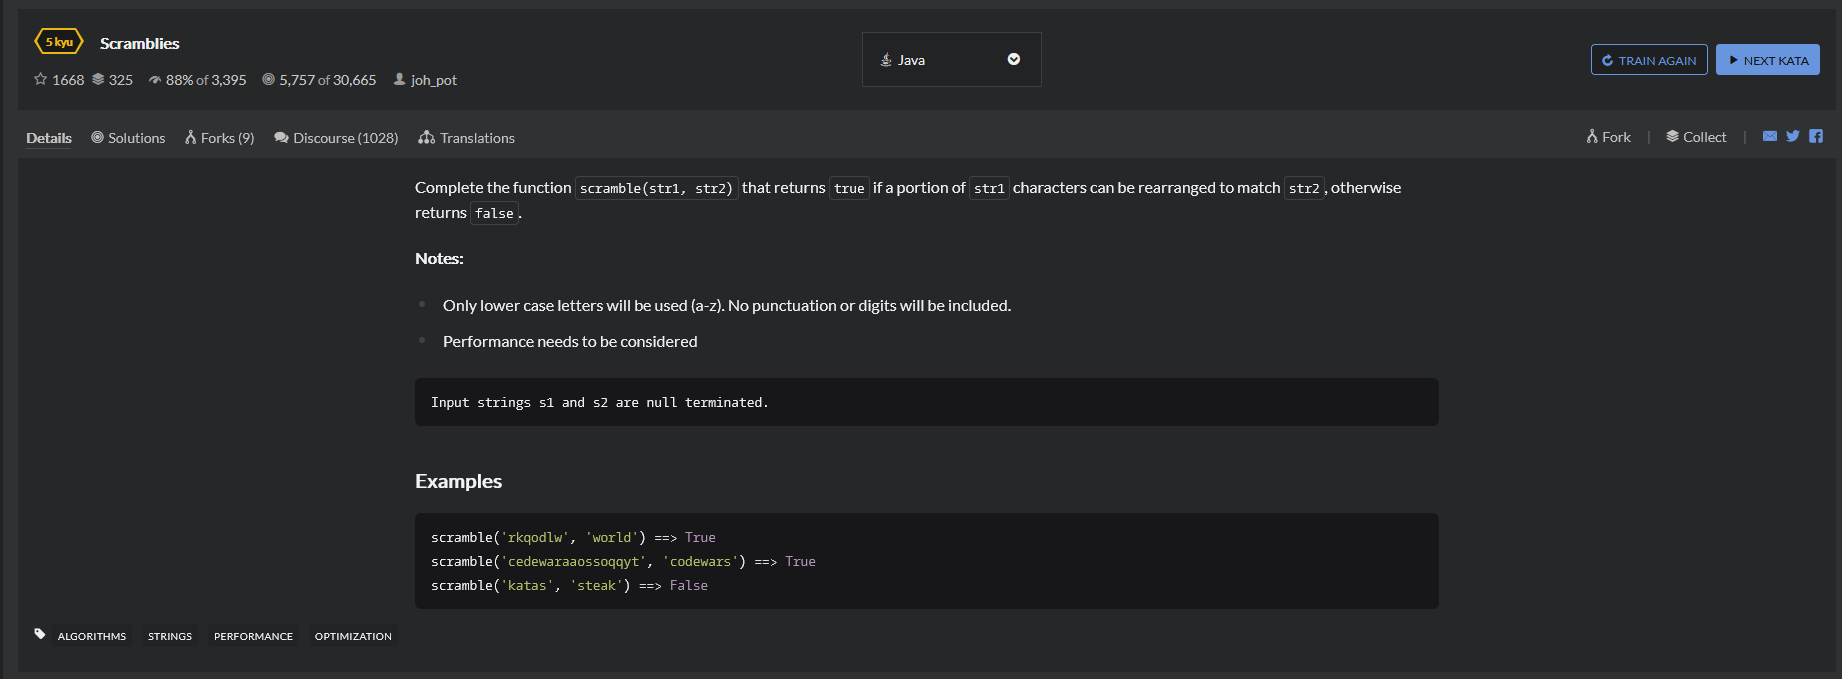 5 kyu Scramblies
1668 325 88% of 3,395 5,757 of 30,665 joh_pot
Java
TRAIN AGAIN NEXT KATA
Details Solutions Forks (9) Discourse (1028) Translations
Fork | Collect |
Complete the function scramble(str1, str2) that returns true if a portion of str1 characters can be rearranged to match str2, otherwise
returns false.
Notes:
Only lower case letters will be used (a-z). No punctuation or digits will be included.
Performance needs to be considered
Input strings s1 and s2 are null terminated.
Examples
scramble('rkqodlw', 'world') ==> True
scramble('cedewaraaossoqqyt', 'codewars') ==> True
scramble('katas', 'steak') ==> False
ALGORITHMS STRINGS PERFORMANCE OPTIMIZATION